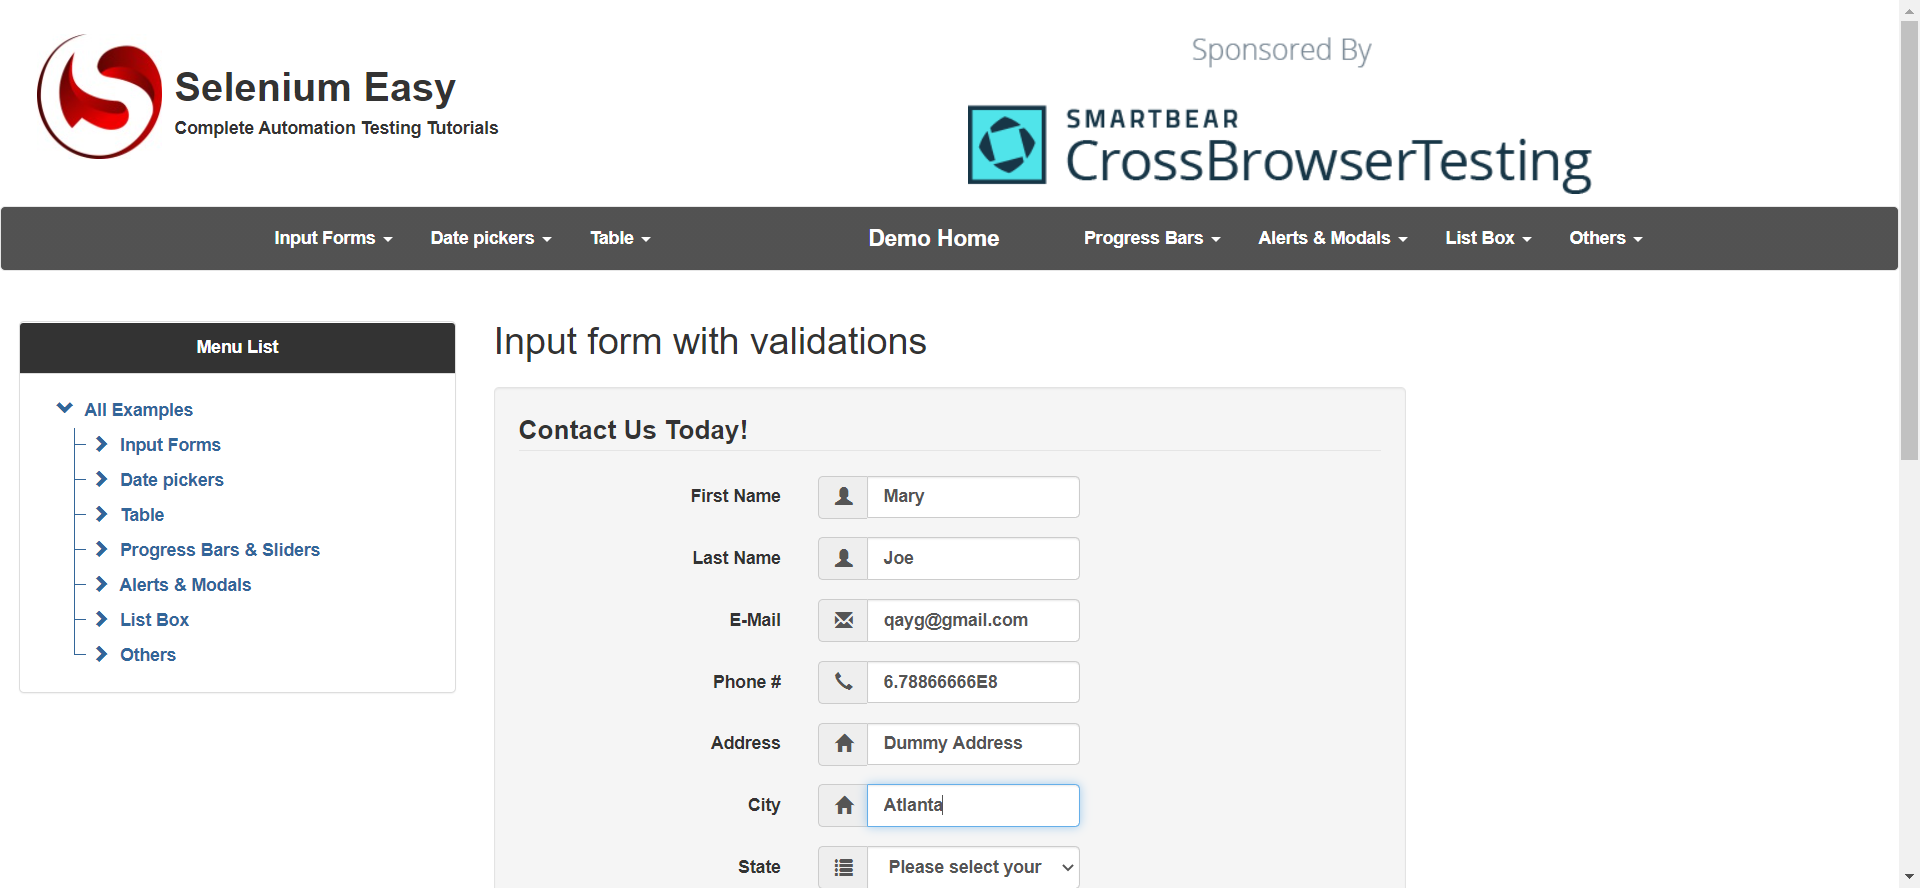 Selenium Easy
Complete Automation Testing Tutorials
Sponsored By
SMARTBEAR
CrossBrowserTesting
Input Forms Date pickers Table Demo Home Progress Bars Alerts & Modals List Box Others
Menu List
All Examples
Input Forms
Date pickers
Table
Progress Bars & Sliders
Alerts & Modals
List Box
Others
Input form with validations
Contact Us Today!
First Name Mary
Last Name Joe
E-Mail qayg@gmail.com
Phone # 6.78866666E8
Address Dummy Address
City Atlanta
State Please select your